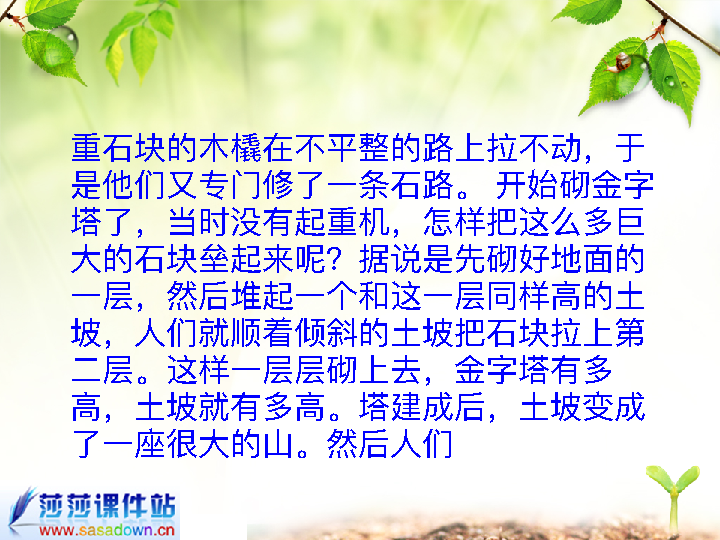 重石块的木橇在不平整的路上拉不动，于
是他们又专门修了一条石路。 开始砌金字
塔了，当时没有起重机，怎样把这么多巨
大的石块垒起来呢？据说是先砌好地面的
一层，然后堆起一个和这一层同样高的土
坡，人们就顺着倾斜的土坡把石块拉上第
二层。这样一层层砌上去，金字塔有多
高，土坡就有多高。塔建成后，土坡变成
了一座很大的山。然后人们
莎莎课件站
www.sasadown.cn